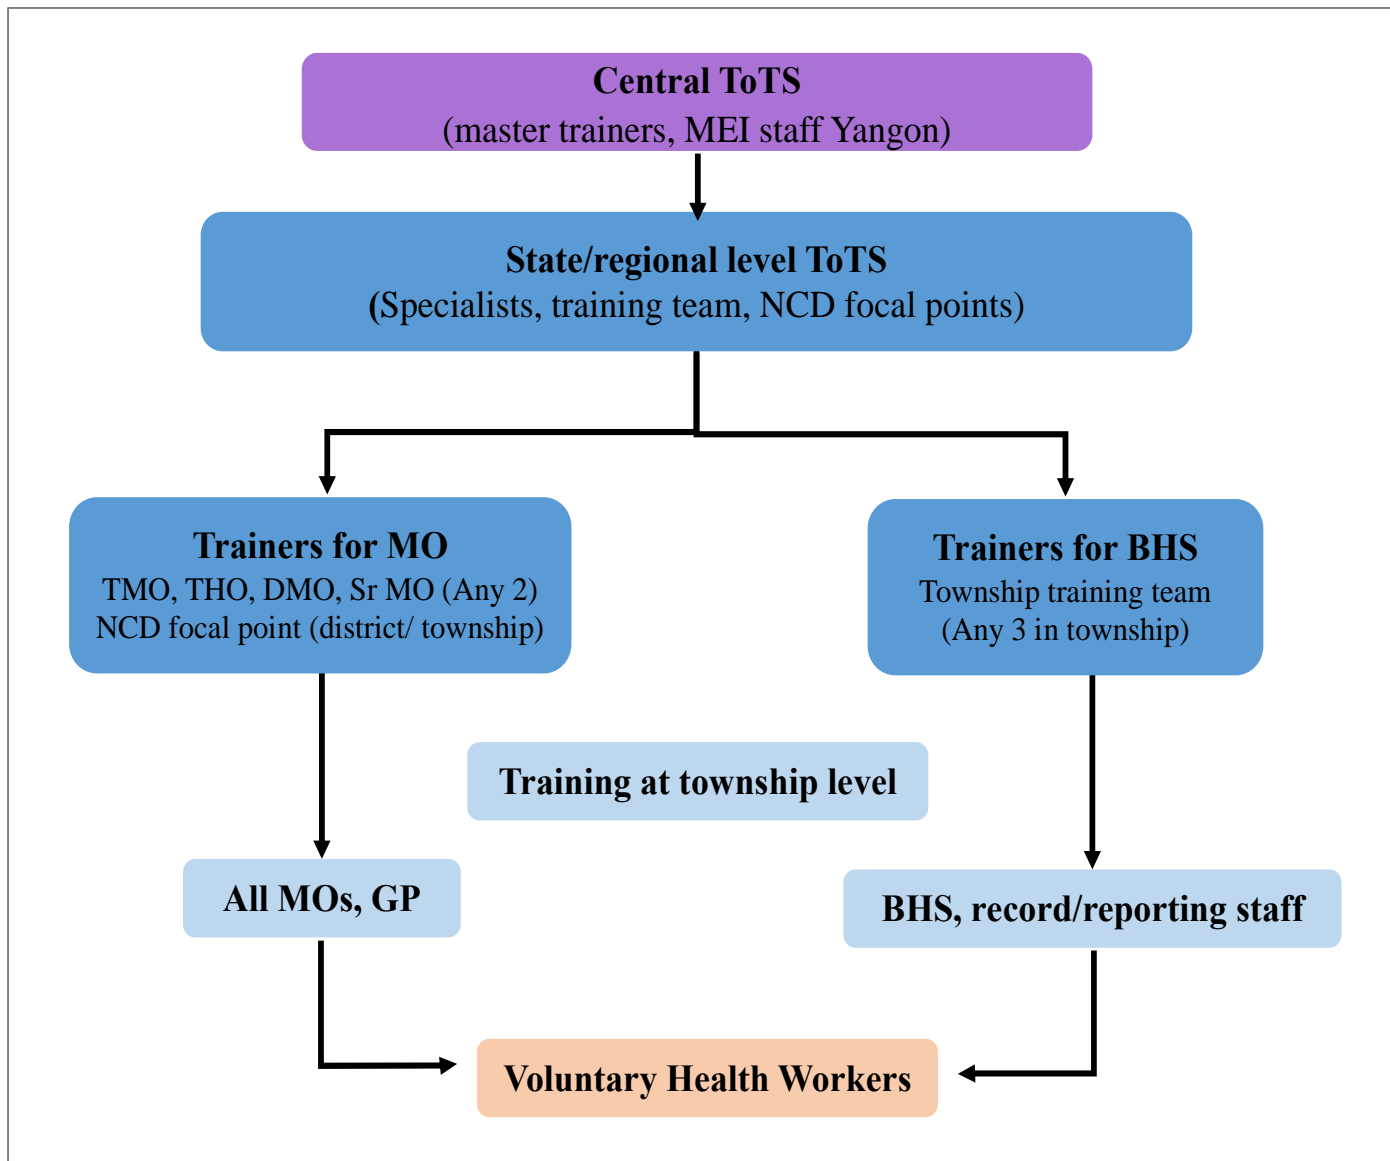 Central ToTS
(master trainers, MEI staff Yangon)
State/regional level ToTS
(Specialists, training team, NCD focal points)
Trainers for MO
TMO, THO, DMO, Sr MO (Any 2)
NCD focal point (district/ township)
Trainers for BHS
Township training team
(Any 3 in township)
Training at township level
All MOs, GP
BHS, record/reporting staff
Voluntary Health Workers